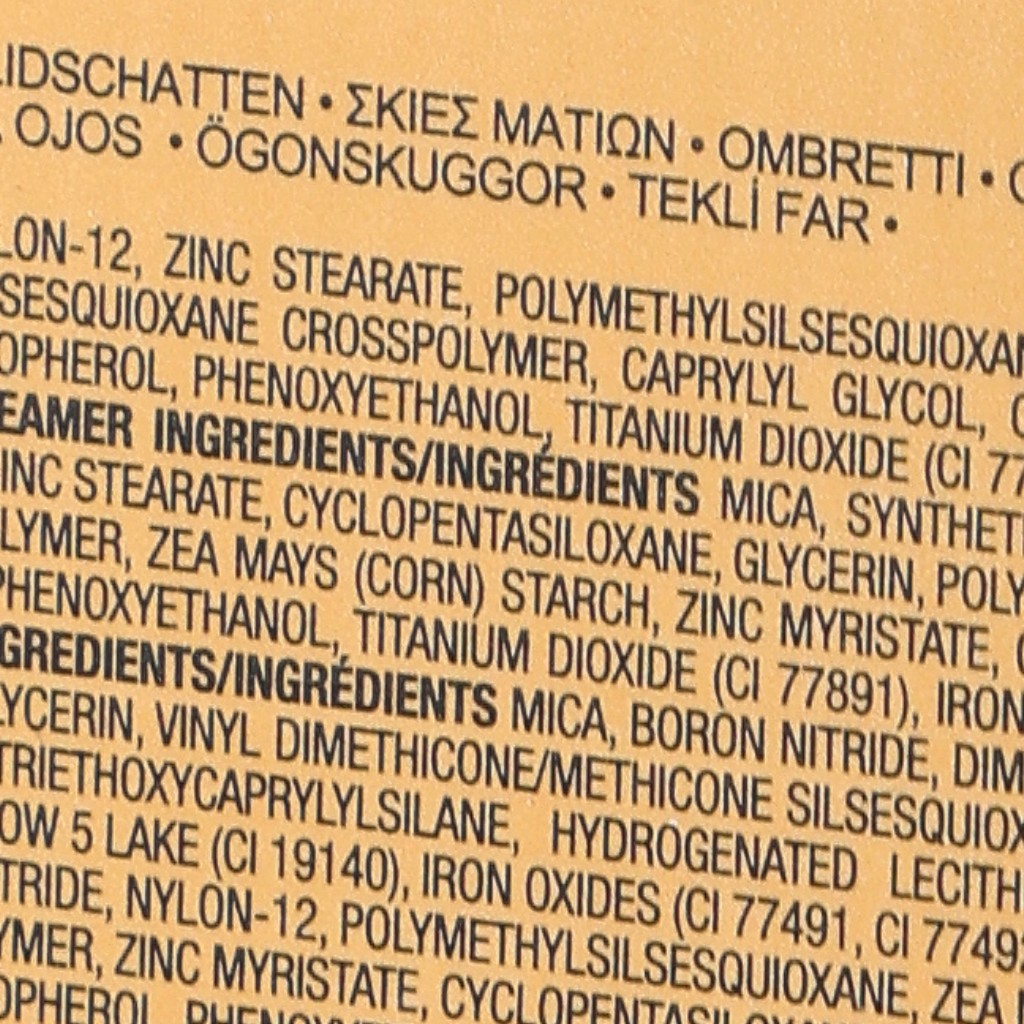 LIDSCHATTEN • ΣΚΙΕΣ ΜΑΤΙΩΝ • OMBRETTI •
OJOS • ÖGONSKUGGOR • TEKLİ FAR •
LON-12, ZINC STEARATE, POLYMETHYLSILSESQUIOXAN
SESQUIOXANE CROSSPOLYMER, CAPRYLYL GLYCOL,
OPHEROL, PHENOXYETHANOL, TITANIUM DIOXIDE (CI 77
EAMER INGREDIENTS/INGRÉDIENTS MICA, SYNTHET
INC STEARATE, CYCLOPENTASILOXANE, GLYCERIN, POLY
LYMER, ZEA MAYS (CORN) STARCH, ZINC MYRISTATE,
PHENOXYETHANOL, TITANIUM DIOXIDE (CI 77891), IRON
GREDIENTS/INGRÉDIENTS MICA, BORON NITRIDE, DIM
LYCERIN, VINYL DIMETHICONE/METHICONE SILSESQUIOX
TRIETHOXYCAPRYLYLSILANE, HYDROGENATED LECITH
OW 5 LAKE (CI 19140), IRON OXIDES (CI 77491, CI 7749
TRIDE, NYLON-12, POLYMETHYLSILSESQUIOXANE, ZEA
YMER, ZINC MYRISTATE, CYCLOPENTASILOXA
OPHEROL, PHENOXYETHANOL